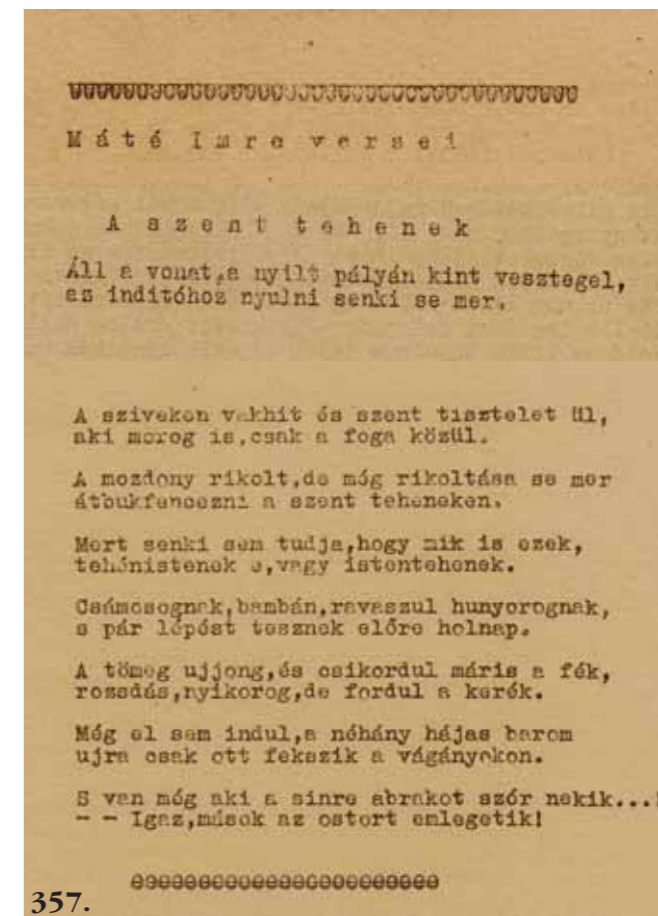 Máté Imre versei
A szent tehenek
Áll a vonat,a nyilt pályán kint vesztegel,
az inditóhoz nyulni senki se mer.
A sziveken vakhit és szent tisztelet ül,
aki morog is,csak a foga közül.
A mozdony rikolt,de még rikoltása se mer
átbukfencezni a szent teheneken.
Mert senki sem tudja,hogy mik is ezek,
tehénistenek e,vagy istentehenek.
Csámcsognak,bambán,ravaszul hunyorognak,
s pár lépést tesznek előre holnap.
A tömeg ujjong,és csikordul máris a fék,
rozsdás,nyikorog,de fordul a kerék.
Még el sem indul,a néhány hájas barom
ujra csak ott fekszik a vágányokon.
S van még aki a sinre abrakot szór nekik...!
- - Igaz,mások az ostort emlegetik!
357.